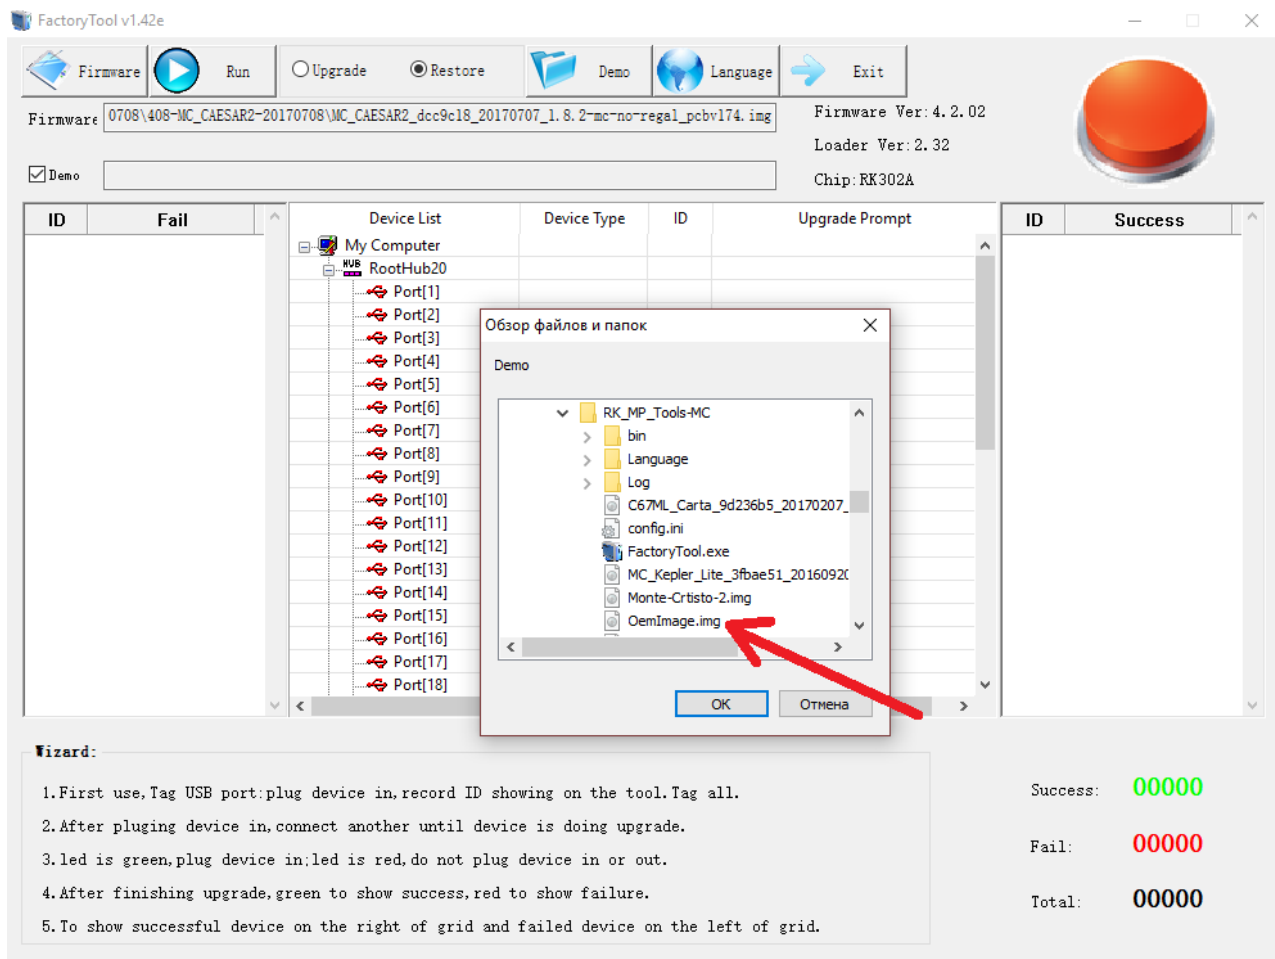 FactoryTool v1.42e
Firmware Run Upgrade Restore Demo Language Exit
Firmware 0708\408-MC_CAESAR2-20170708\MC_CAESAR2_dcc9c18_20170707_1.8.2-mc-no-regal_pcbv174.img
Firmware Ver:4.2.02
Loader Ver:2.32
Demo
Chip:RK302A
ID Fail
Device List Device Type ID Upgrade Prompt
ID Success
My Computer
HUB RootHub20
Port[1]
Port[2]
Port[3]
Port[4]
Port[5]
Port[6]
Port[7]
Port[8]
Port[9]
Port[10]
Port[11]
Port[12]
Port[13]
Port[14]
Port[15]
Port[16]
Port[17]
Port[18]
Обзор файлов и папок
Demo
RK_MP_Tools-MC
bin
Language
Log
C67ML_Carta_9d236b5_20170207_
config.ini
FactoryTool.exe
MC_Kepler_Lite_3fbae51_20160920
Monte-Crtisto-2.img
OemImage.img
OK Отмена
Wizard:
1.First use,Tag USB port:plug device in,record ID showing on the tool.Tag all.
2.After pluging device in,connect another until device is doing upgrade.
3.led is green,plug device in;led is red,do not plug device in or out.
4.After finishing upgrade,green to show success,red to show failure.
5.To show successful device on the right of grid and failed device on the left of grid.
Success: 00000
Fail: 00000
Total: 00000